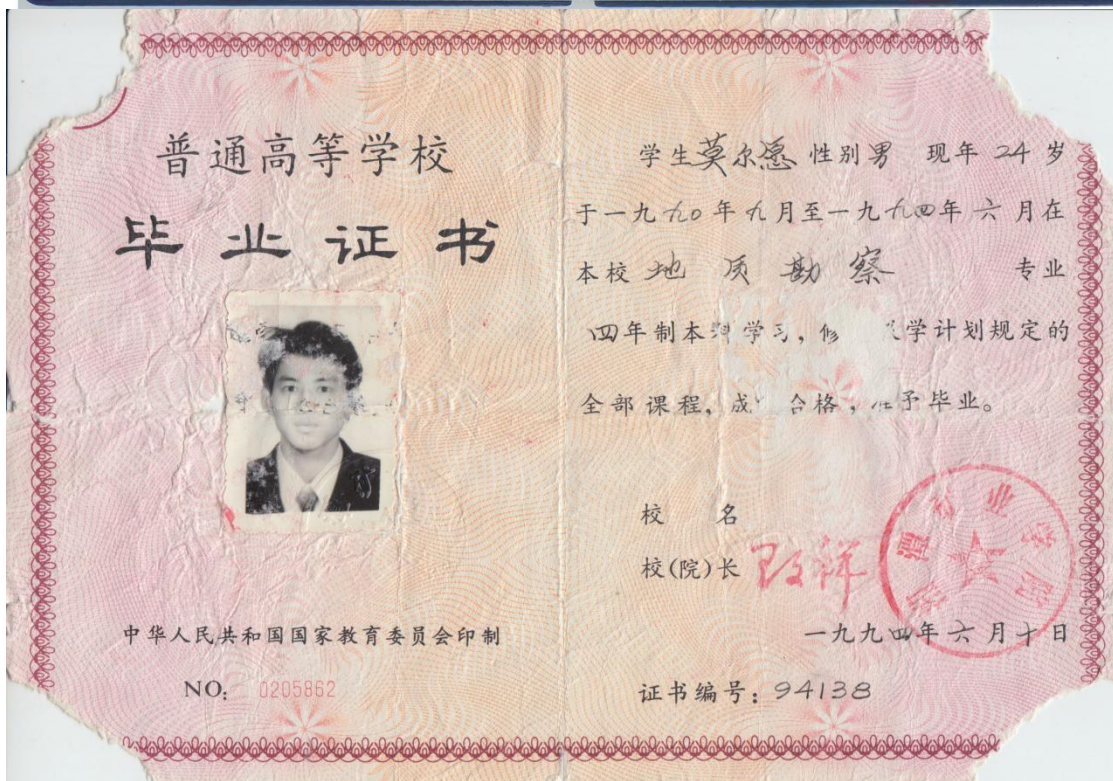 普通高等学校
毕业证书
中华人民共和国国家教育委员会印制
NO: 0205862
学生莫尔愚 性别男 现年24岁
于一九九0年九月至一九九四年六月在
本校 地质勘察 专业
四年制本科学习,修 学计划规定的
全部课程,成 合格,准予毕业。
校 名
校(院)长
业学院
一九九四年六月十日
证书编号:94138